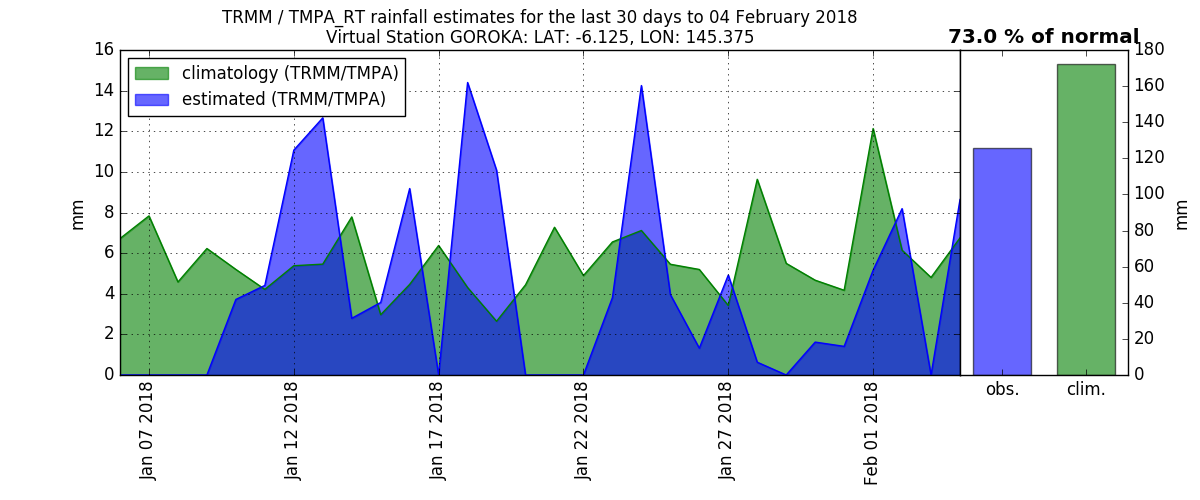 TRMM / TMPA_RT rainfall estimates for the last 30 days to 04 February 2018
Virtual Station GOROKA: LAT: -6.125, LON: 145.375
73.0 % of normal
climatology (TRMM/TMPA)
estimated (TRMM/TMPA)
16
14
12
10
8
6
4
2
0
mm
180
160
140
120
100
80
60
40
20
0
mm
Jan 07 2018
Jan 12 2018
Jan 17 2018
Jan 22 2018
Jan 27 2018
Feb 01 2018
obs.
clim.